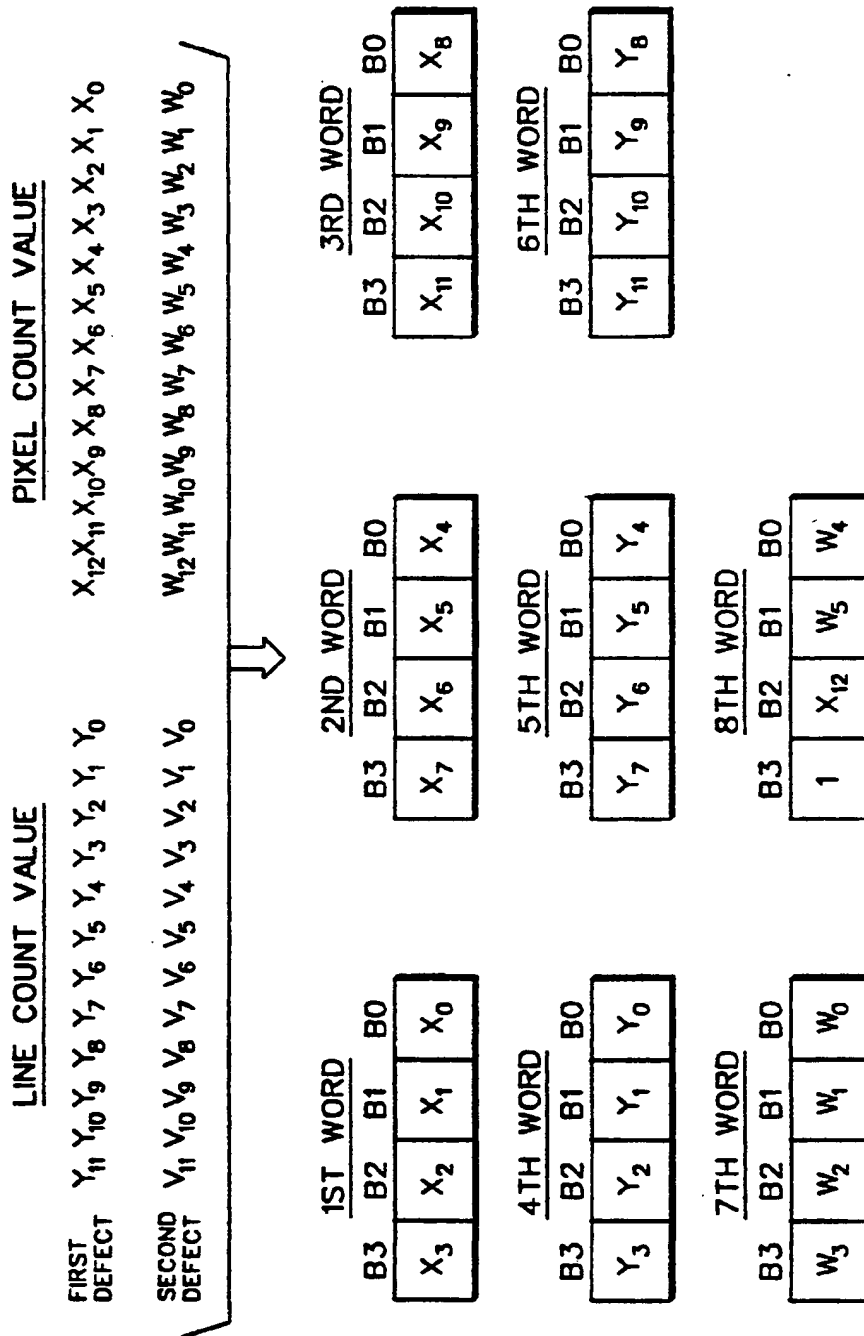 LINE COUNT VALUE PIXEL COUNT VALUE
FIRST DEFECT Y11 Y10 Y9 Y8 Y7 Y6 Y5 Y4 Y3 Y2 Y1 Y0 X12 X11 X10 X9 X8 X7 X6 X5 X4 X3 X2 X1 X0
SECOND DEFECT V11 V10 V9 V8 V7 V6 V5 V4 V3 V2 V1 V0 W12 W11 W10 W9 W8 W7 W6 W5 W4 W3 W2 W1 W0
1ST WORD 2ND WORD 3RD WORD
B3 B2 B1 B0 B3 B2 B1 B0 B3 B2 B1 B0
X3 X2 X1 X0 X7 X6 X5 X4 X11 X10 X9 X8
4TH WORD 5TH WORD 6TH WORD
B3 B2 B1 B0 B3 B2 B1 B0 B3 B2 B1 B0
Y3 Y2 Y1 Y0 Y7 Y6 Y5 Y4 Y11 Y10 Y9 Y8
7TH WORD 8TH WORD
B3 B2 B1 B0 B3 B2 B1 B0
W3 W2 W1 W0 1 X12 W5 W4